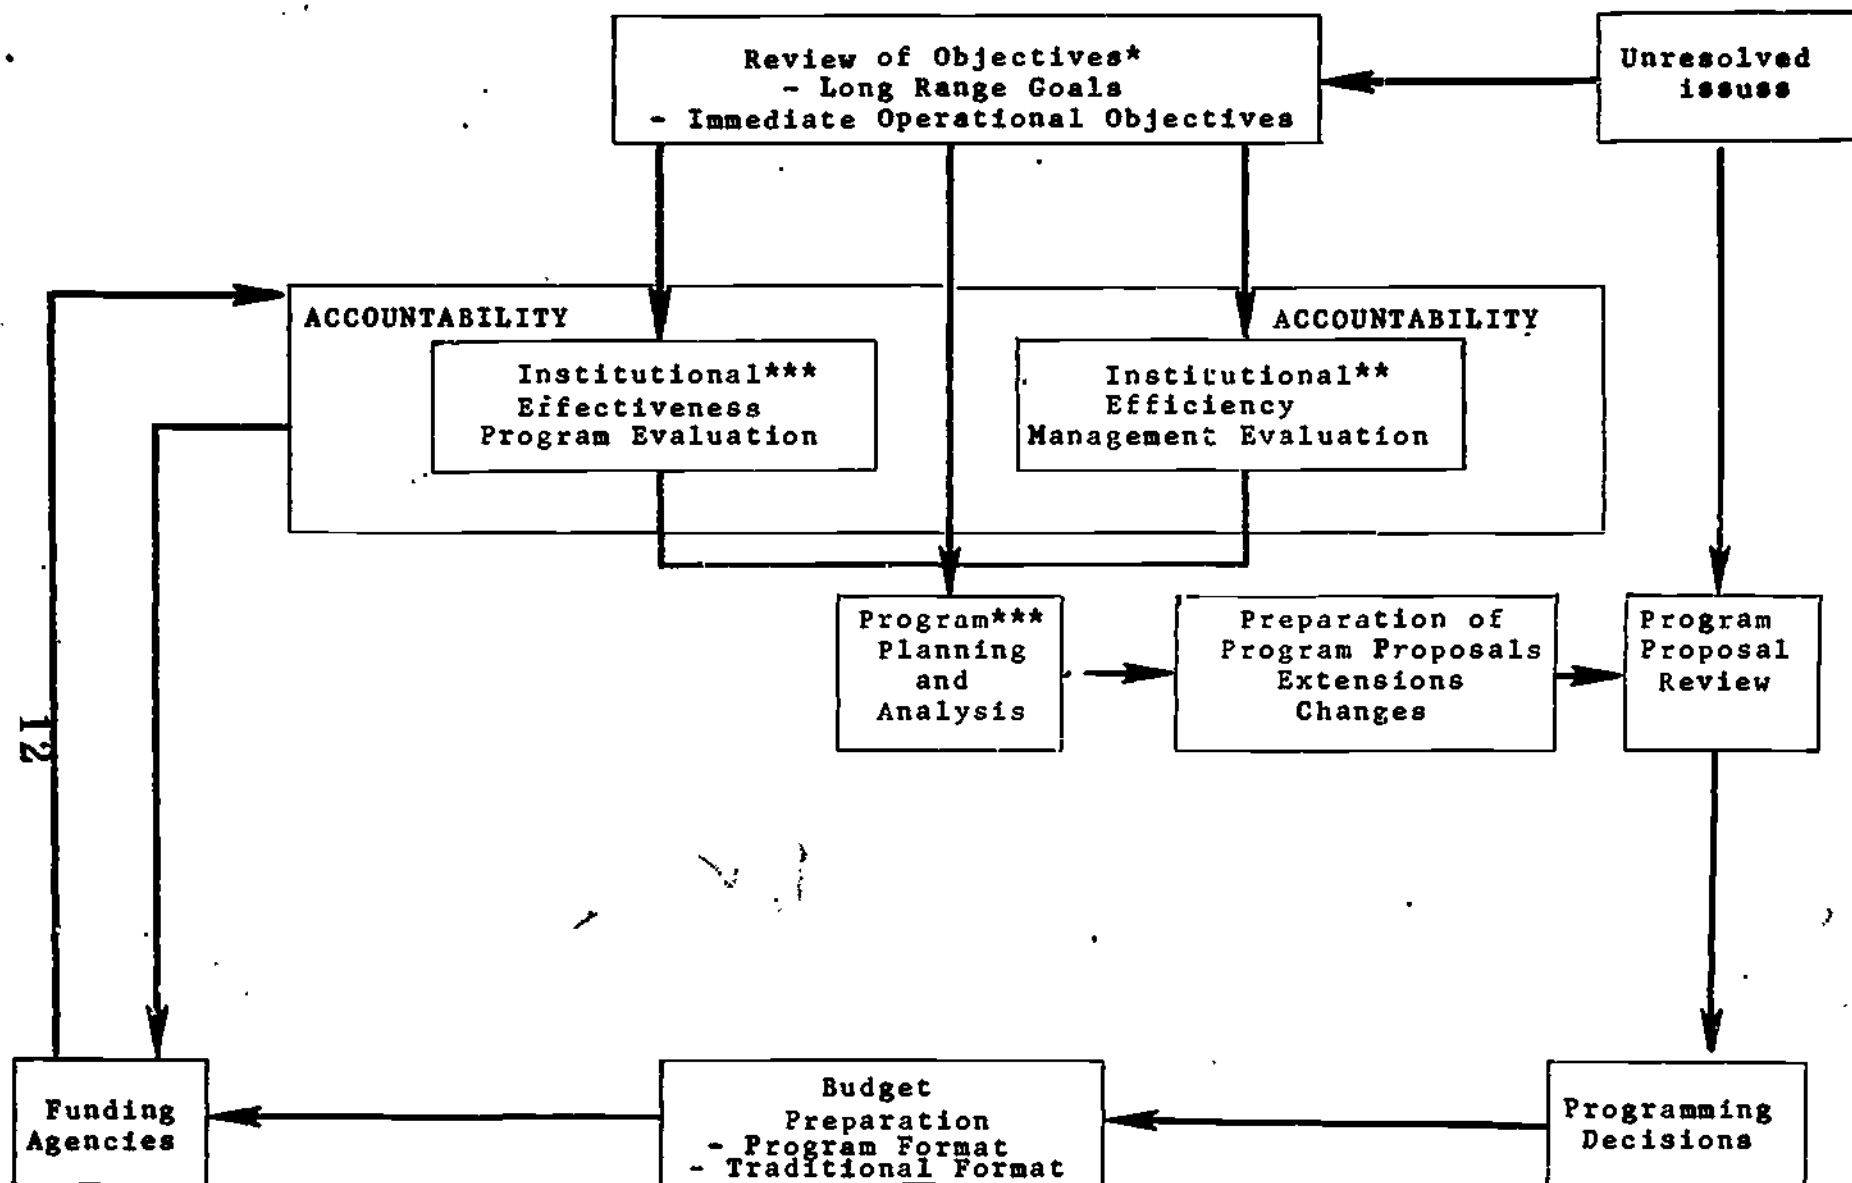 Review of Objectives*
- Long Range Goals
- Immediate Operational Objectives
Unresolved
issuss
ACCOUNTABILITY
ACCOUNTABILITY
Institutional***
Effectiveness
Program Evaluation
Institutional**
Efficiency
Management Evaluation
Program***
Planning
and
Analysis
Preparation of
Program Proposals
Extensions
Changes
Program
Proposal
Review
12
Funding
Agencies
Budget
Preparation
- Program Format
- Traditional Format
Programming
Decisions